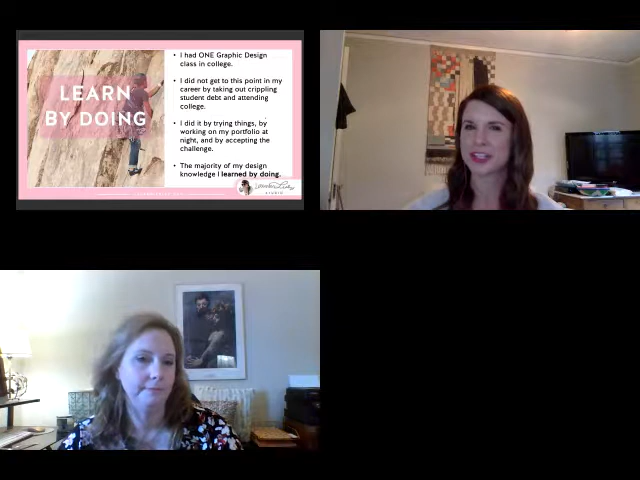 LEARN
BY DOING
• I had ONE Graphic Design
class in college.
• I did not get to this point in my
career by taking out crippling
student debt and attending
college.
• I did it by trying things, by
working on my portfolio at
night, and by accepting the
challenge.
• The majority of my design
knowledge I learned by doing.